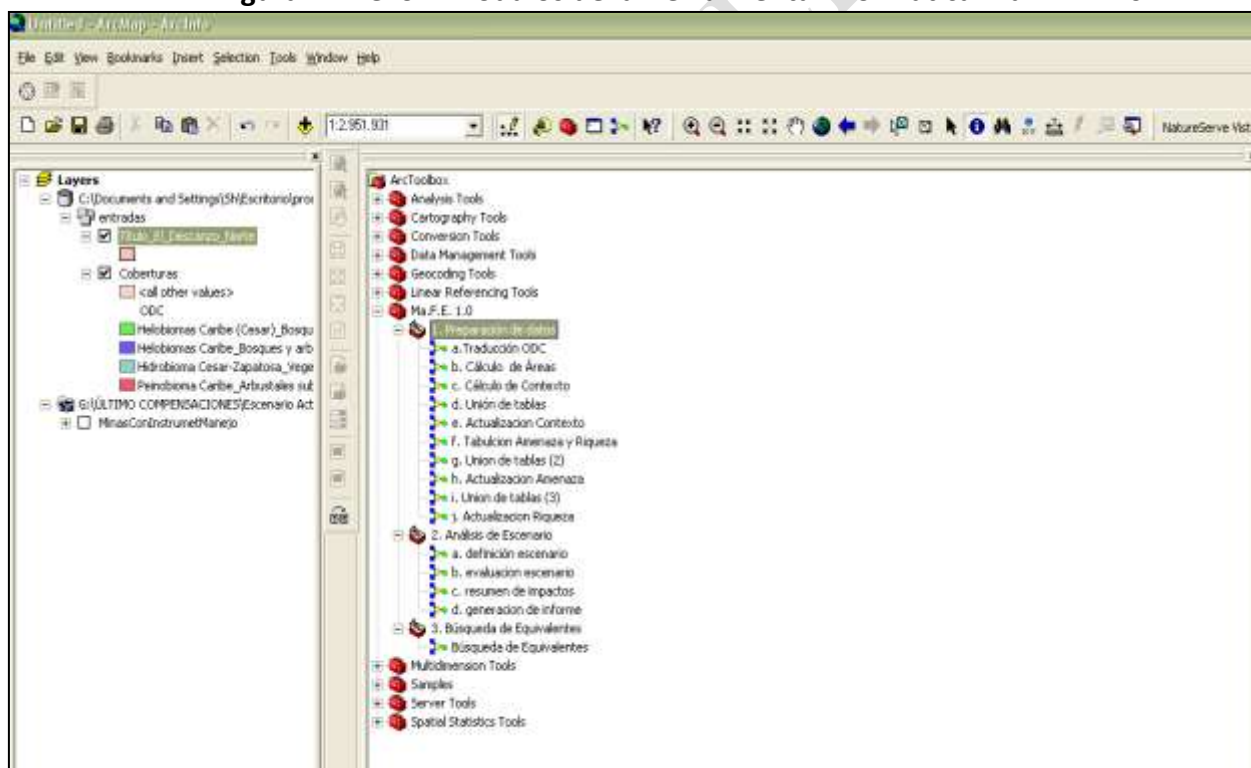 Untitled - ArcMap - ArcInfo
File Edit View Bookmarks Insert Selection Tools Window Help
1:2.951.931
NatureServe Vist
Layers
C:\Documents and Settings\Sh\Escritorio\pro
entradas
Titulo_El_Descanso_Norte
Coberturas
<all other values>
ODC
Helobiomas Caribe (Cesar)_Bosqu
Helobiomas Caribe_Bosques y arb
Hidrobioma Cesar-Zapatosa_Vege
Peinobioma Caribe_Arbustales sub
G:\ÚLTIMO COMPENSACIONES\Escenario Act
MinasConInstrumetManejo
ArcToolbox
Analysis Tools
Cartography Tools
Conversion Tools
Data Management Tools
Geocoding Tools
Linear Referencing Tools
Ma.F.E. 1.0
1. Preparación de datos
a.Traducción ODC
b. Cálculo de Áreas
c. Cálculo de Contexto
d. Unión de tablas
e. Actualizacion Contexto
f. Tabulcion Amenaza y Riqueza
g. Union de tablas (2)
h. Actualizacion Amenaza
i. Union de tablas (3)
j. Actualizacion Riqueza
2. Análisis de Escenario
a. definición escenario
b. evaluacion escenario
c. resumen de impactos
d. generacion de informe
3. Búsqueda de Equivalentes
Búsqueda de Equivalentes
Multidimension Tools
Samples
Server Tools
Spatial Statistics Tools